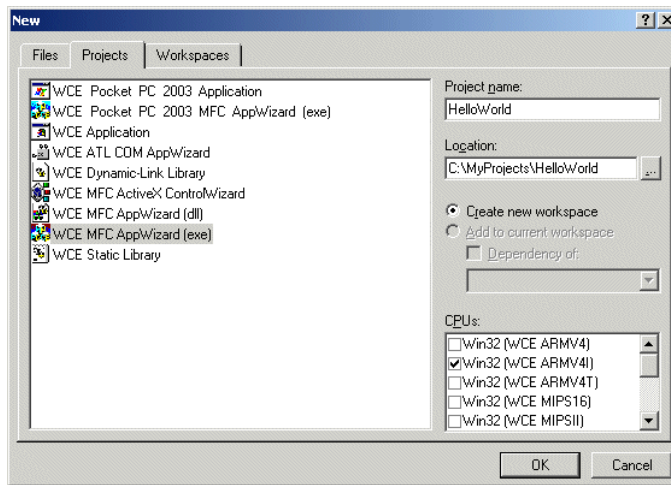 New
Files Projects Workspaces
WCE Pocket PC 2003 Application
WCE Pocket PC 2003 MFC AppWizard (exe)
WCE Application
WCE ATL COM AppWizard
WCE Dynamic-Link Library
WCE MFC ActiveX ControlWizard
WCE MFC AppWizard (dll)
WCE MFC AppWizard (exe)
WCE Static Library
Project name:
HelloWorld
Location:
C:\MyProjects\HelloWorld
...
Create new workspace
Add to current workspace
Dependency of:
CPUs:
Win32 (WCE ARMV4)
Win32 (WCE ARMV4I)
Win32 (WCE ARMV4T)
Win32 (WCE MIPS16)
Win32 (WCE MIPSII)
OK Cancel